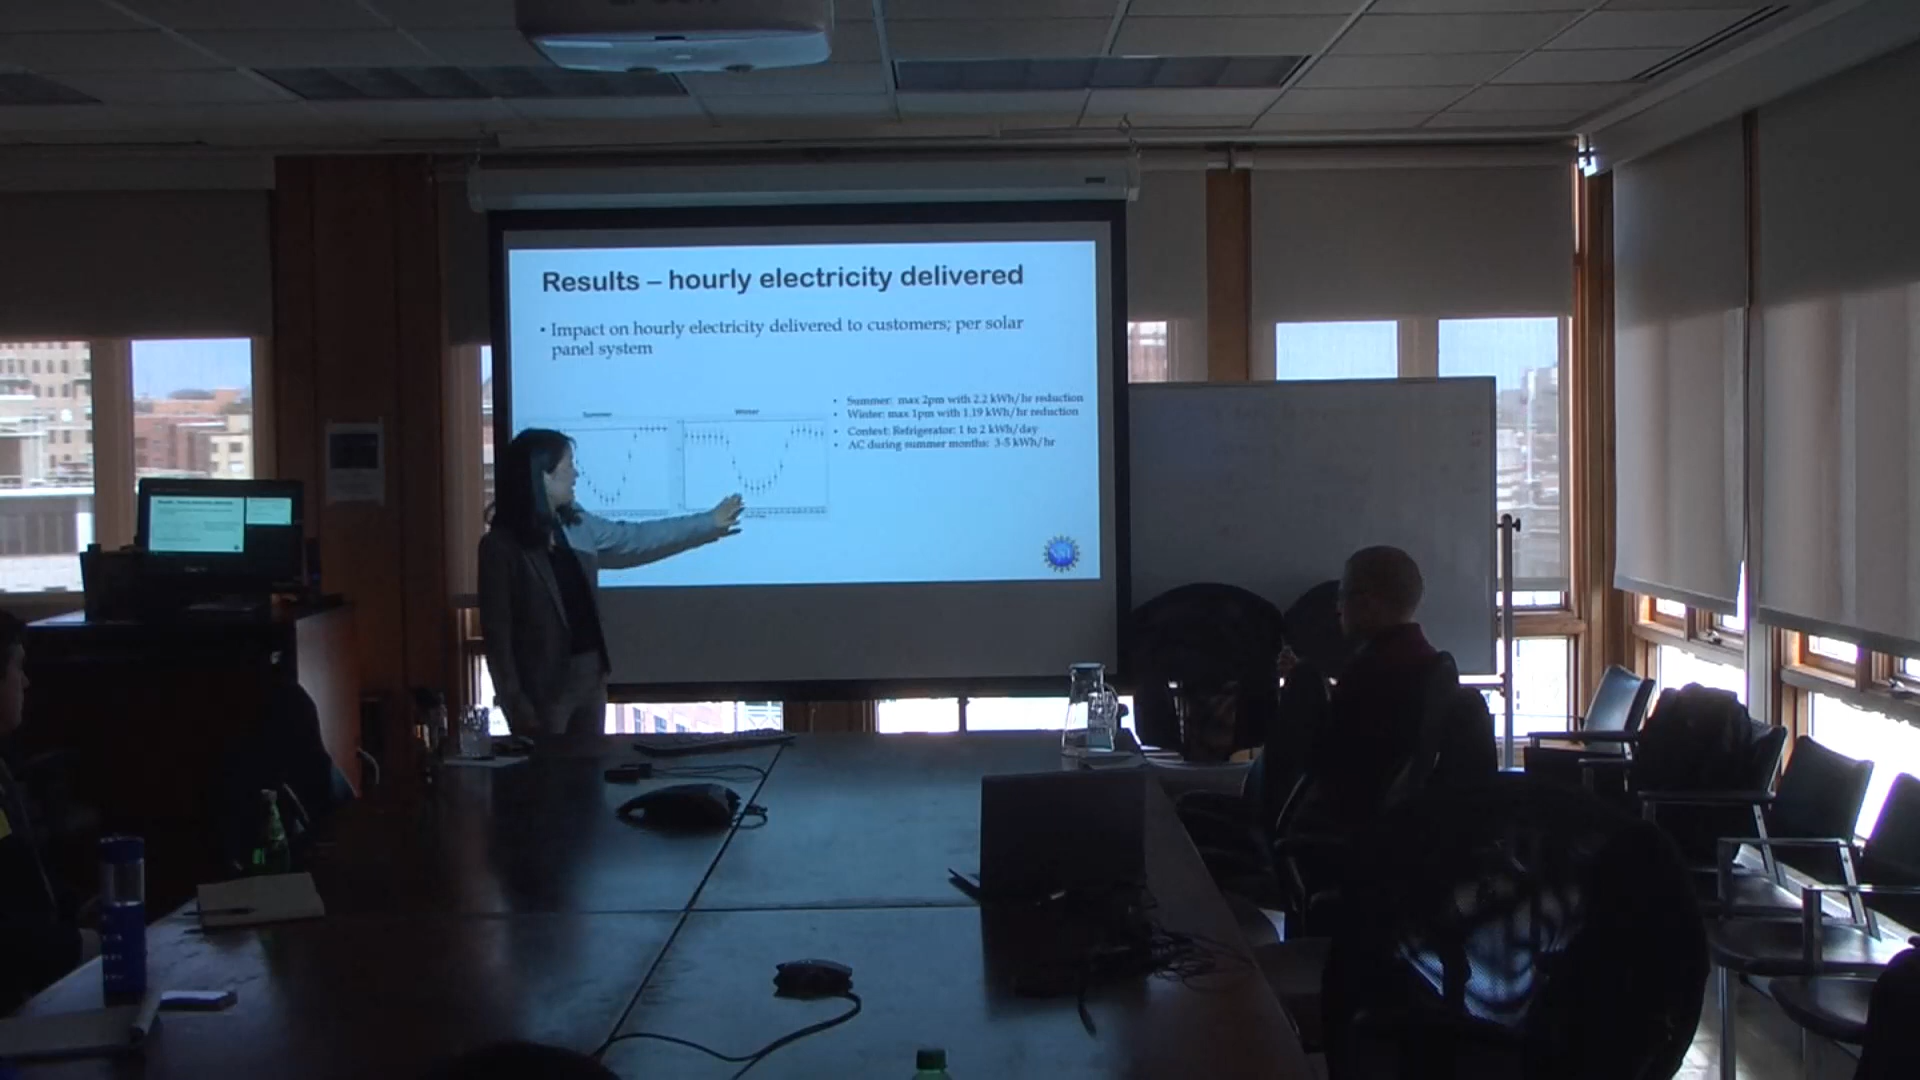 Results – hourly electricity delivered
• Impact on hourly electricity delivered to customers; per solar
panel system
Summer
Winter
• Summer: max 2pm with 2.2 kWh/hr reduction
• Winter: max 1pm with 1.19 kWh/hr reduction
• Context: Refrigerator: 1 to 2 kWh/day
• AC during summer months: 3-5 kWh/hr